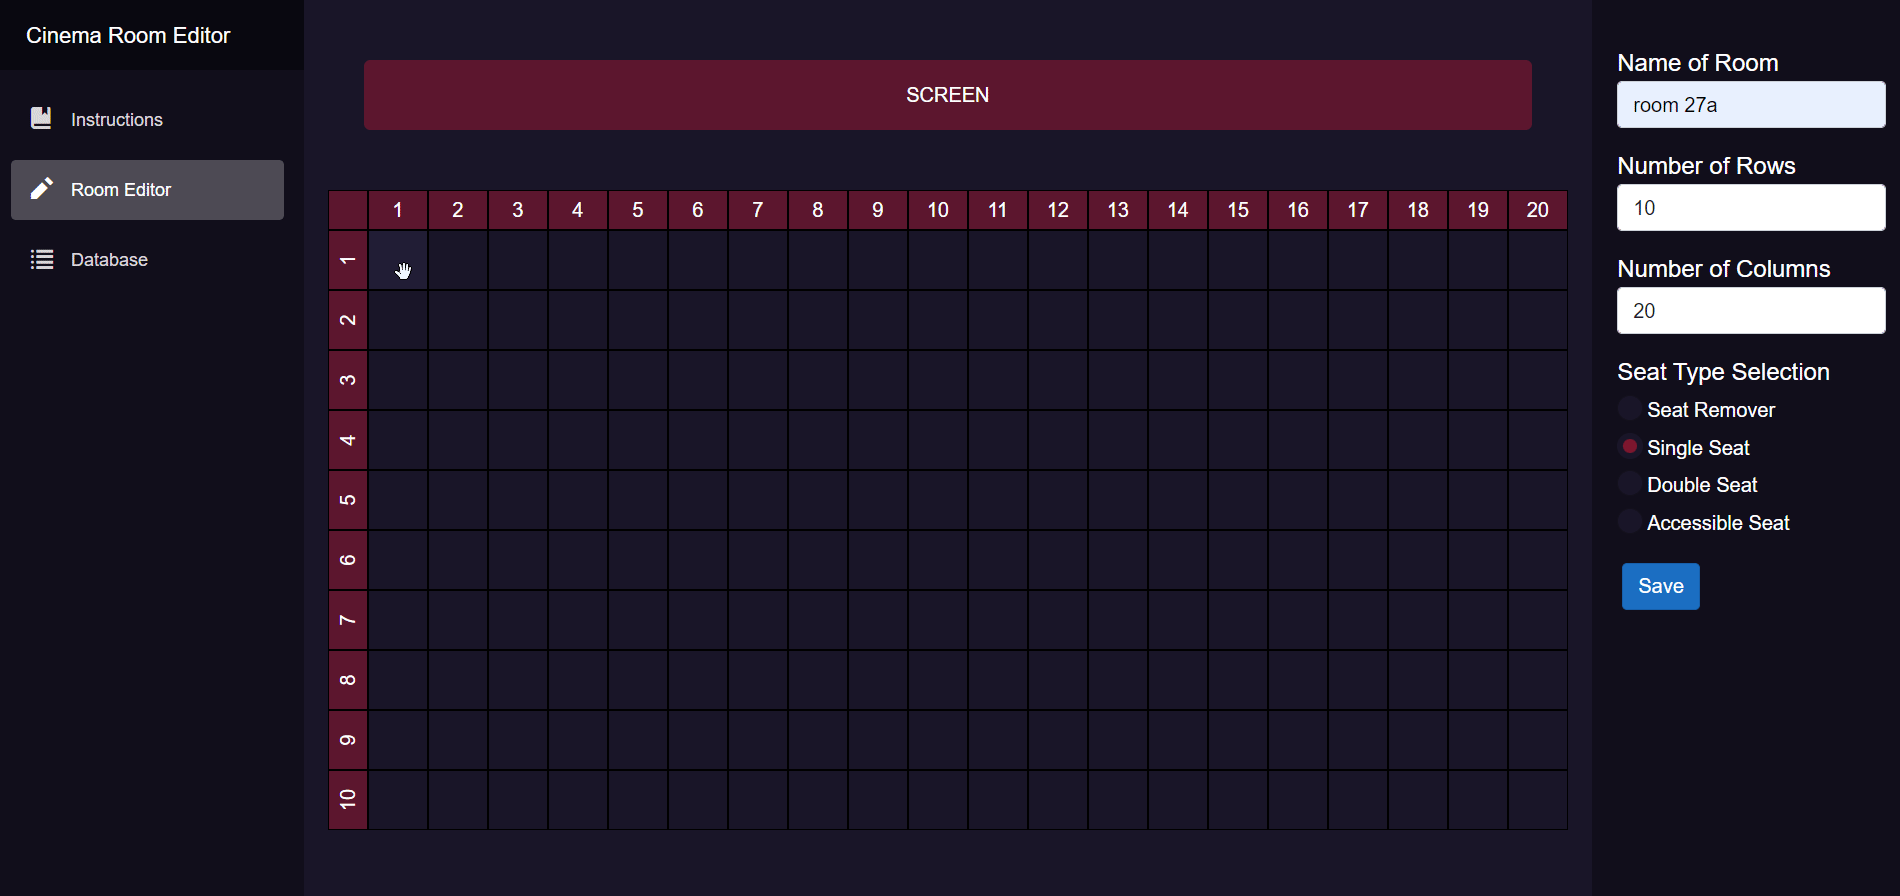 Cinema Room Editor
Instructions
Room Editor
Database
SCREEN
1 2 3 4 5 6 7 8 9 10 11 12 13 14 15 16 17 18 19 20
1
2
3
4
5
6
7
8
9
10
Name of Room
room 27a
Number of Rows
10
Number of Columns
20
Seat Type Selection
Seat Remover
Single Seat
Double Seat
Accessible Seat
Save